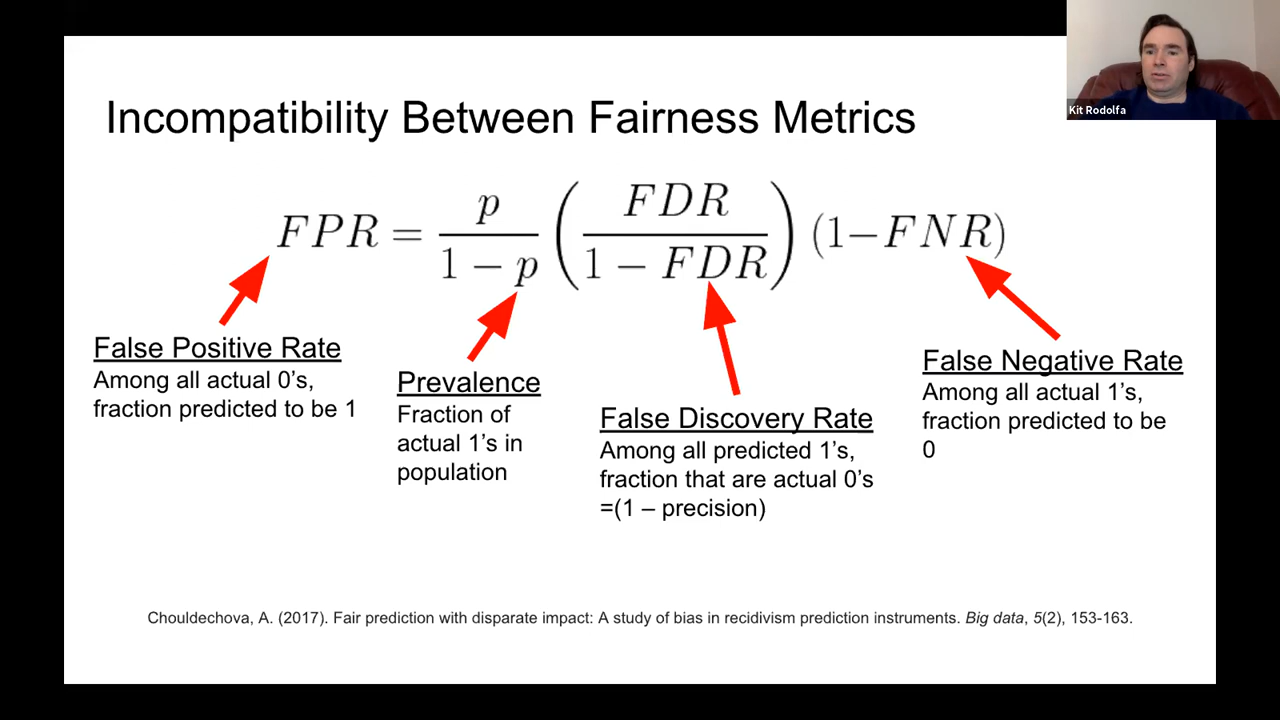 Kit Rodolfa
Incompatibility Between Fairness Metrics
FPR = \frac{p}{1-p} \left( \frac{FDR}{1-FDR} \right) (1-FNR)
False Positive Rate
Among all actual 0's,
fraction predicted to be 1
Prevalence
Fraction of
actual 1's in
population
False Discovery Rate
Among all predicted 1's,
fraction that are actual 0's
=(1 – precision)
False Negative Rate
Among all actual 1's,
fraction predicted to be
0
Chouldechova, A. (2017). Fair prediction with disparate impact: A study of bias in recidivism prediction instruments. Big data, 5(2), 153-163.